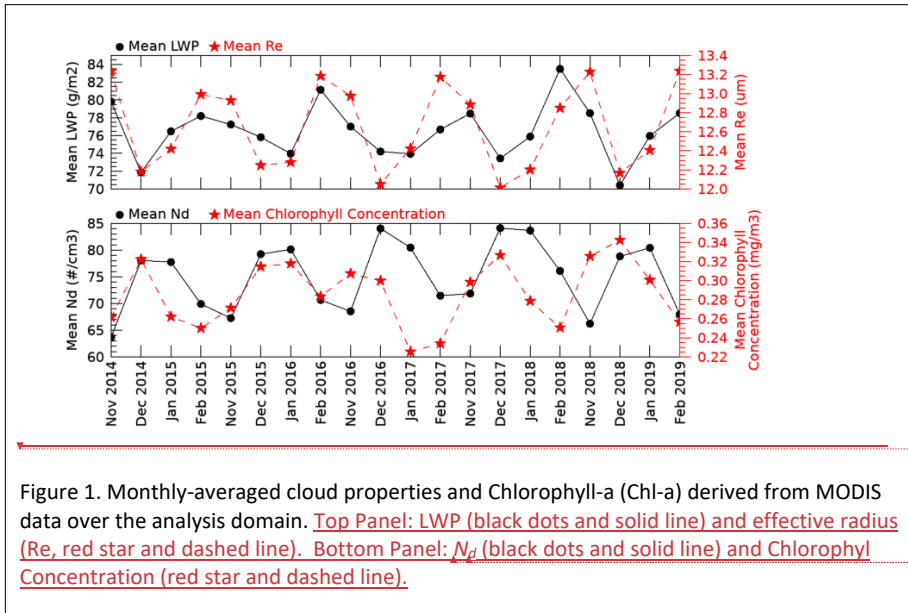 Mean LWP Mean Re
84
82
80
78
76
74
72
70
Mean LWP (g/m2)
13.4
13.2
13.0
12.8
12.6
12.4
12.2
12.0
Mean Re (um)
Mean Nd Mean Chlorophyll Concentration
85
80
75
70
65
60
Mean Nd (#/cm3)
0.36
0.34
0.32
0.30
0.28
0.26
0.24
0.22
Mean Chlorophyll
Concentration (mg/m3)
Nov 2014
Dec 2014
Jan 2015
Feb 2015
Nov 2015
Dec 2015
Jan 2016
Feb 2016
Nov 2016
Dec 2016
Jan 2017
Feb 2017
Nov 2017
Dec 2017
Jan 2018
Feb 2018
Nov 2018
Dec 2018
Jan 2019
Feb 2019
Figure 1. Monthly-averaged cloud properties and Chlorophyll-a (Chl-a) derived from MODIS
data over the analysis domain. Top Panel: LWP (black dots and solid line) and effective radius
(Re, red star and dashed line). Bottom Panel: Nd (black dots and solid line) and Chlorophyl
Concentration (red star and dashed line).